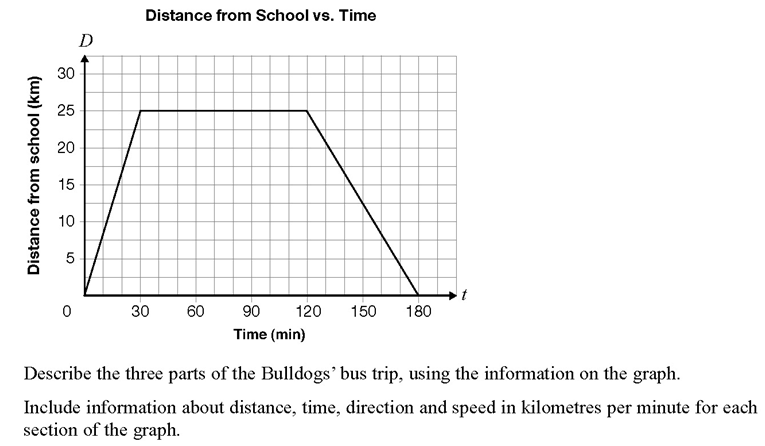 Distance from School vs. Time
D
Distance from school (km)
30
25
20
15
10
5
0 30 60 90 120 150 180 t
Time (min)
Describe the three parts of the Bulldogs’ bus trip, using the information on the graph.
Include information about distance, time, direction and speed in kilometres per minute for each
section of the graph.